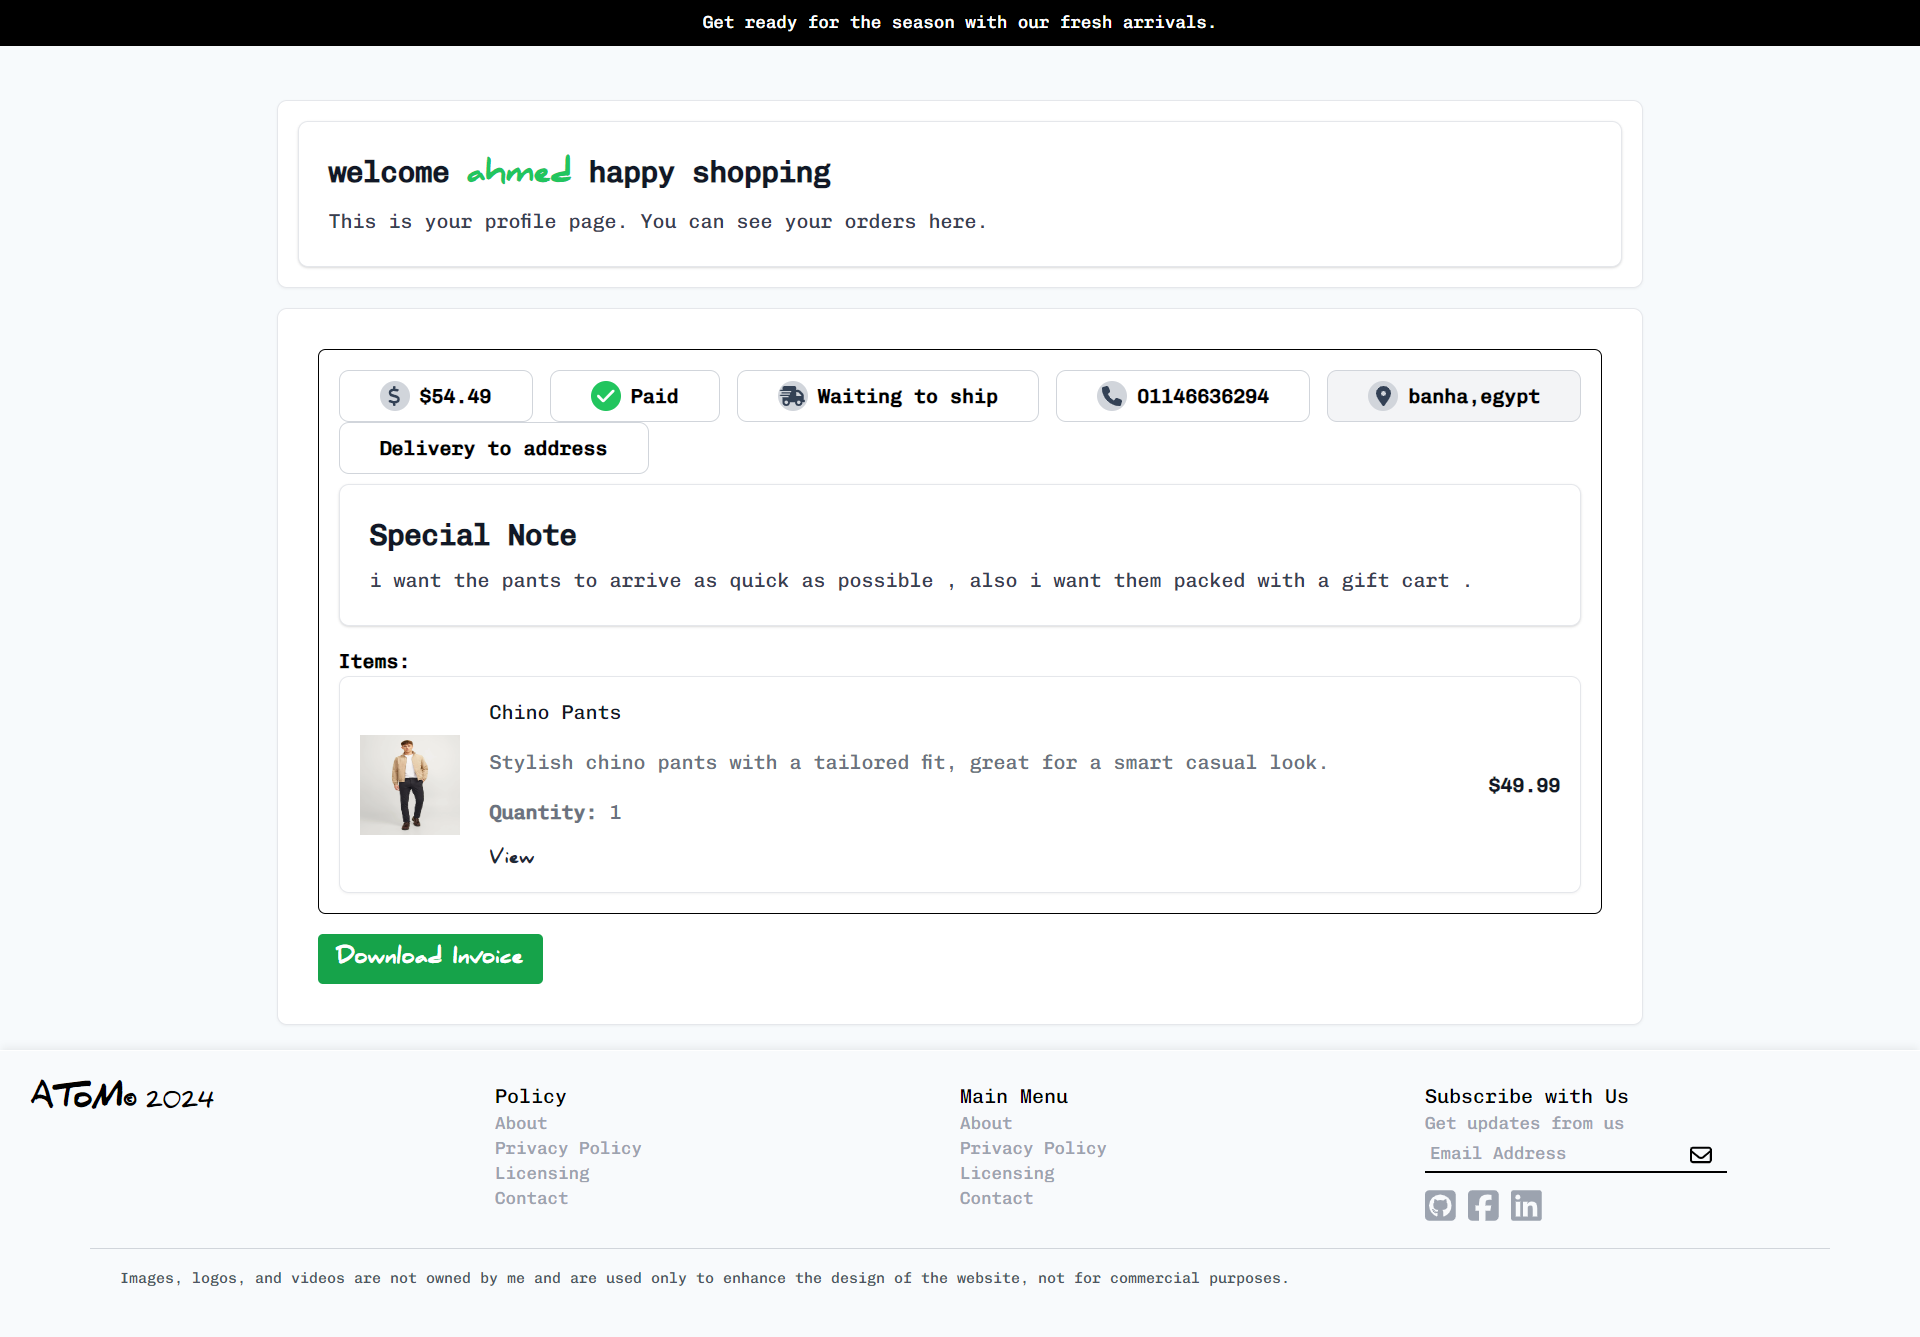 Get ready for the season with our fresh arrivals.
welcome ahmed happy shopping
This is your profile page. You can see your orders here.
$54.49
Paid
Waiting to ship
01146636294
banha,egypt
Delivery to address
Special Note
i want the pants to arrive as quick as possible , also i want them packed with a gift cart .
Items:
Chino Pants
Stylish chino pants with a tailored fit, great for a smart casual look.
Quantity: 1
View
$49.99
Download Invoice
AToM© 2024
Policy
About
Privacy Policy
Licensing
Contact
Main Menu
About
Privacy Policy
Licensing
Contact
Subscribe with Us
Get updates from us
Email Address
Images, logos, and videos are not owned by me and are used only to enhance the design of the website, not for commercial purposes.